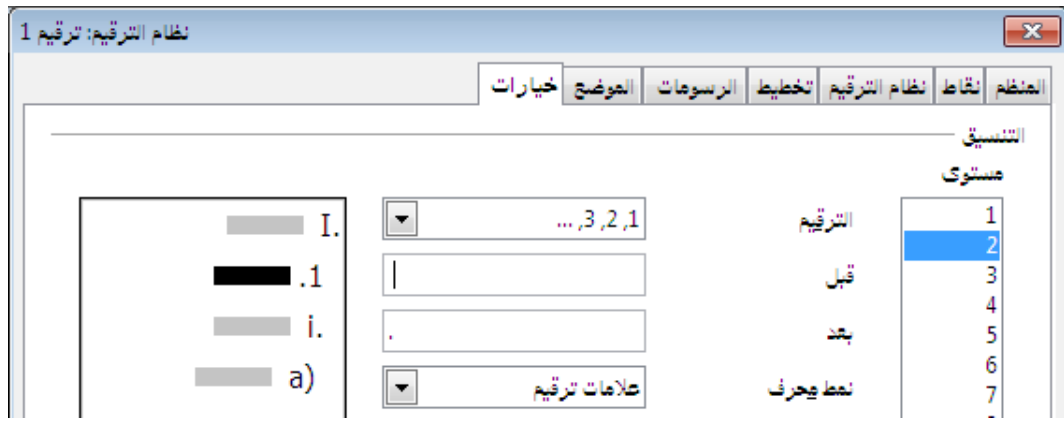 نظام الترقيم: ترقيم 1
المنظم نقاط نظام الترقيم تخطيط الرسومات الموضع خيارات
التنسيق
مستوى
1
2
3
4
5
6
7
الترقيم
1, 2, 3, ...
قبل
بعد
.
نمط محرف
علامات ترقيم
I.
1.
i.
a)